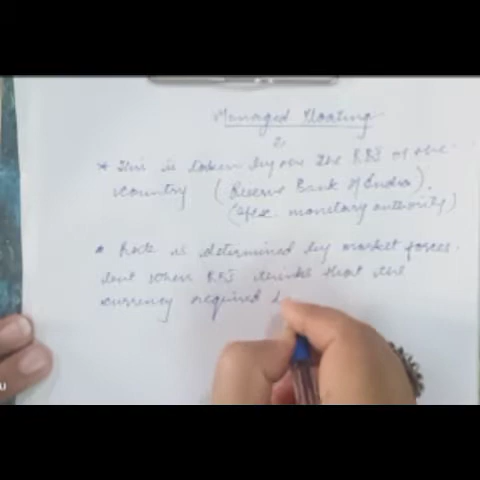 Managed Floating
* This is taken by the RBI of the
country (Reserve Bank of India).
(Apex monetary authority)
* Rate is determined by market forces.
but when RBI thinks that the
currency required